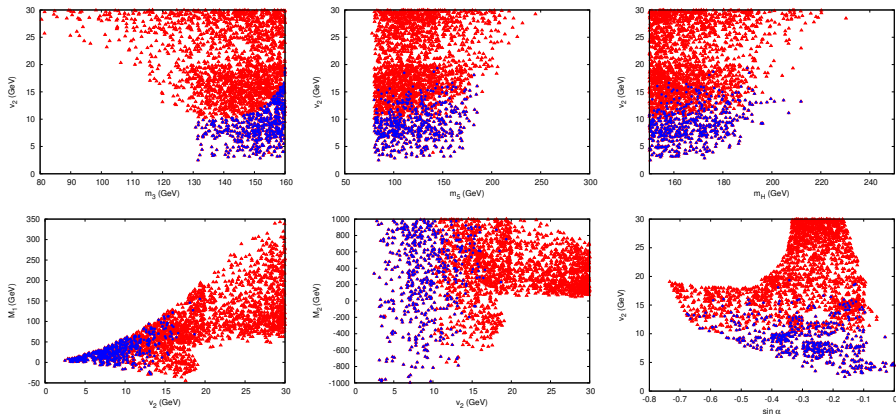 30
25
20
15
10
5
0
v2 (GeV)
80 90 100 110 120 130 140 150 160
m3 (GeV)
30
25
20
15
10
5
0
v2 (GeV)
50 100 150 200 250 300
m5 (GeV)
30
25
20
15
10
5
0
v2 (GeV)
160 180 200 220 240
mH (GeV)
350
300
250
200
150
100
50
0
-50
M1 (GeV)
0 5 10 15 20 25 30
v2 (GeV)
1000
800
600
400
200
0
-200
-400
-600
-800
-1000
M2 (GeV)
0 5 10 15 20 25 30
v2 (GeV)
30
25
20
15
10
5
0
v2 (GeV)
-0.8 -0.7 -0.6 -0.5 -0.4 -0.3 -0.2 -0.1
sin α